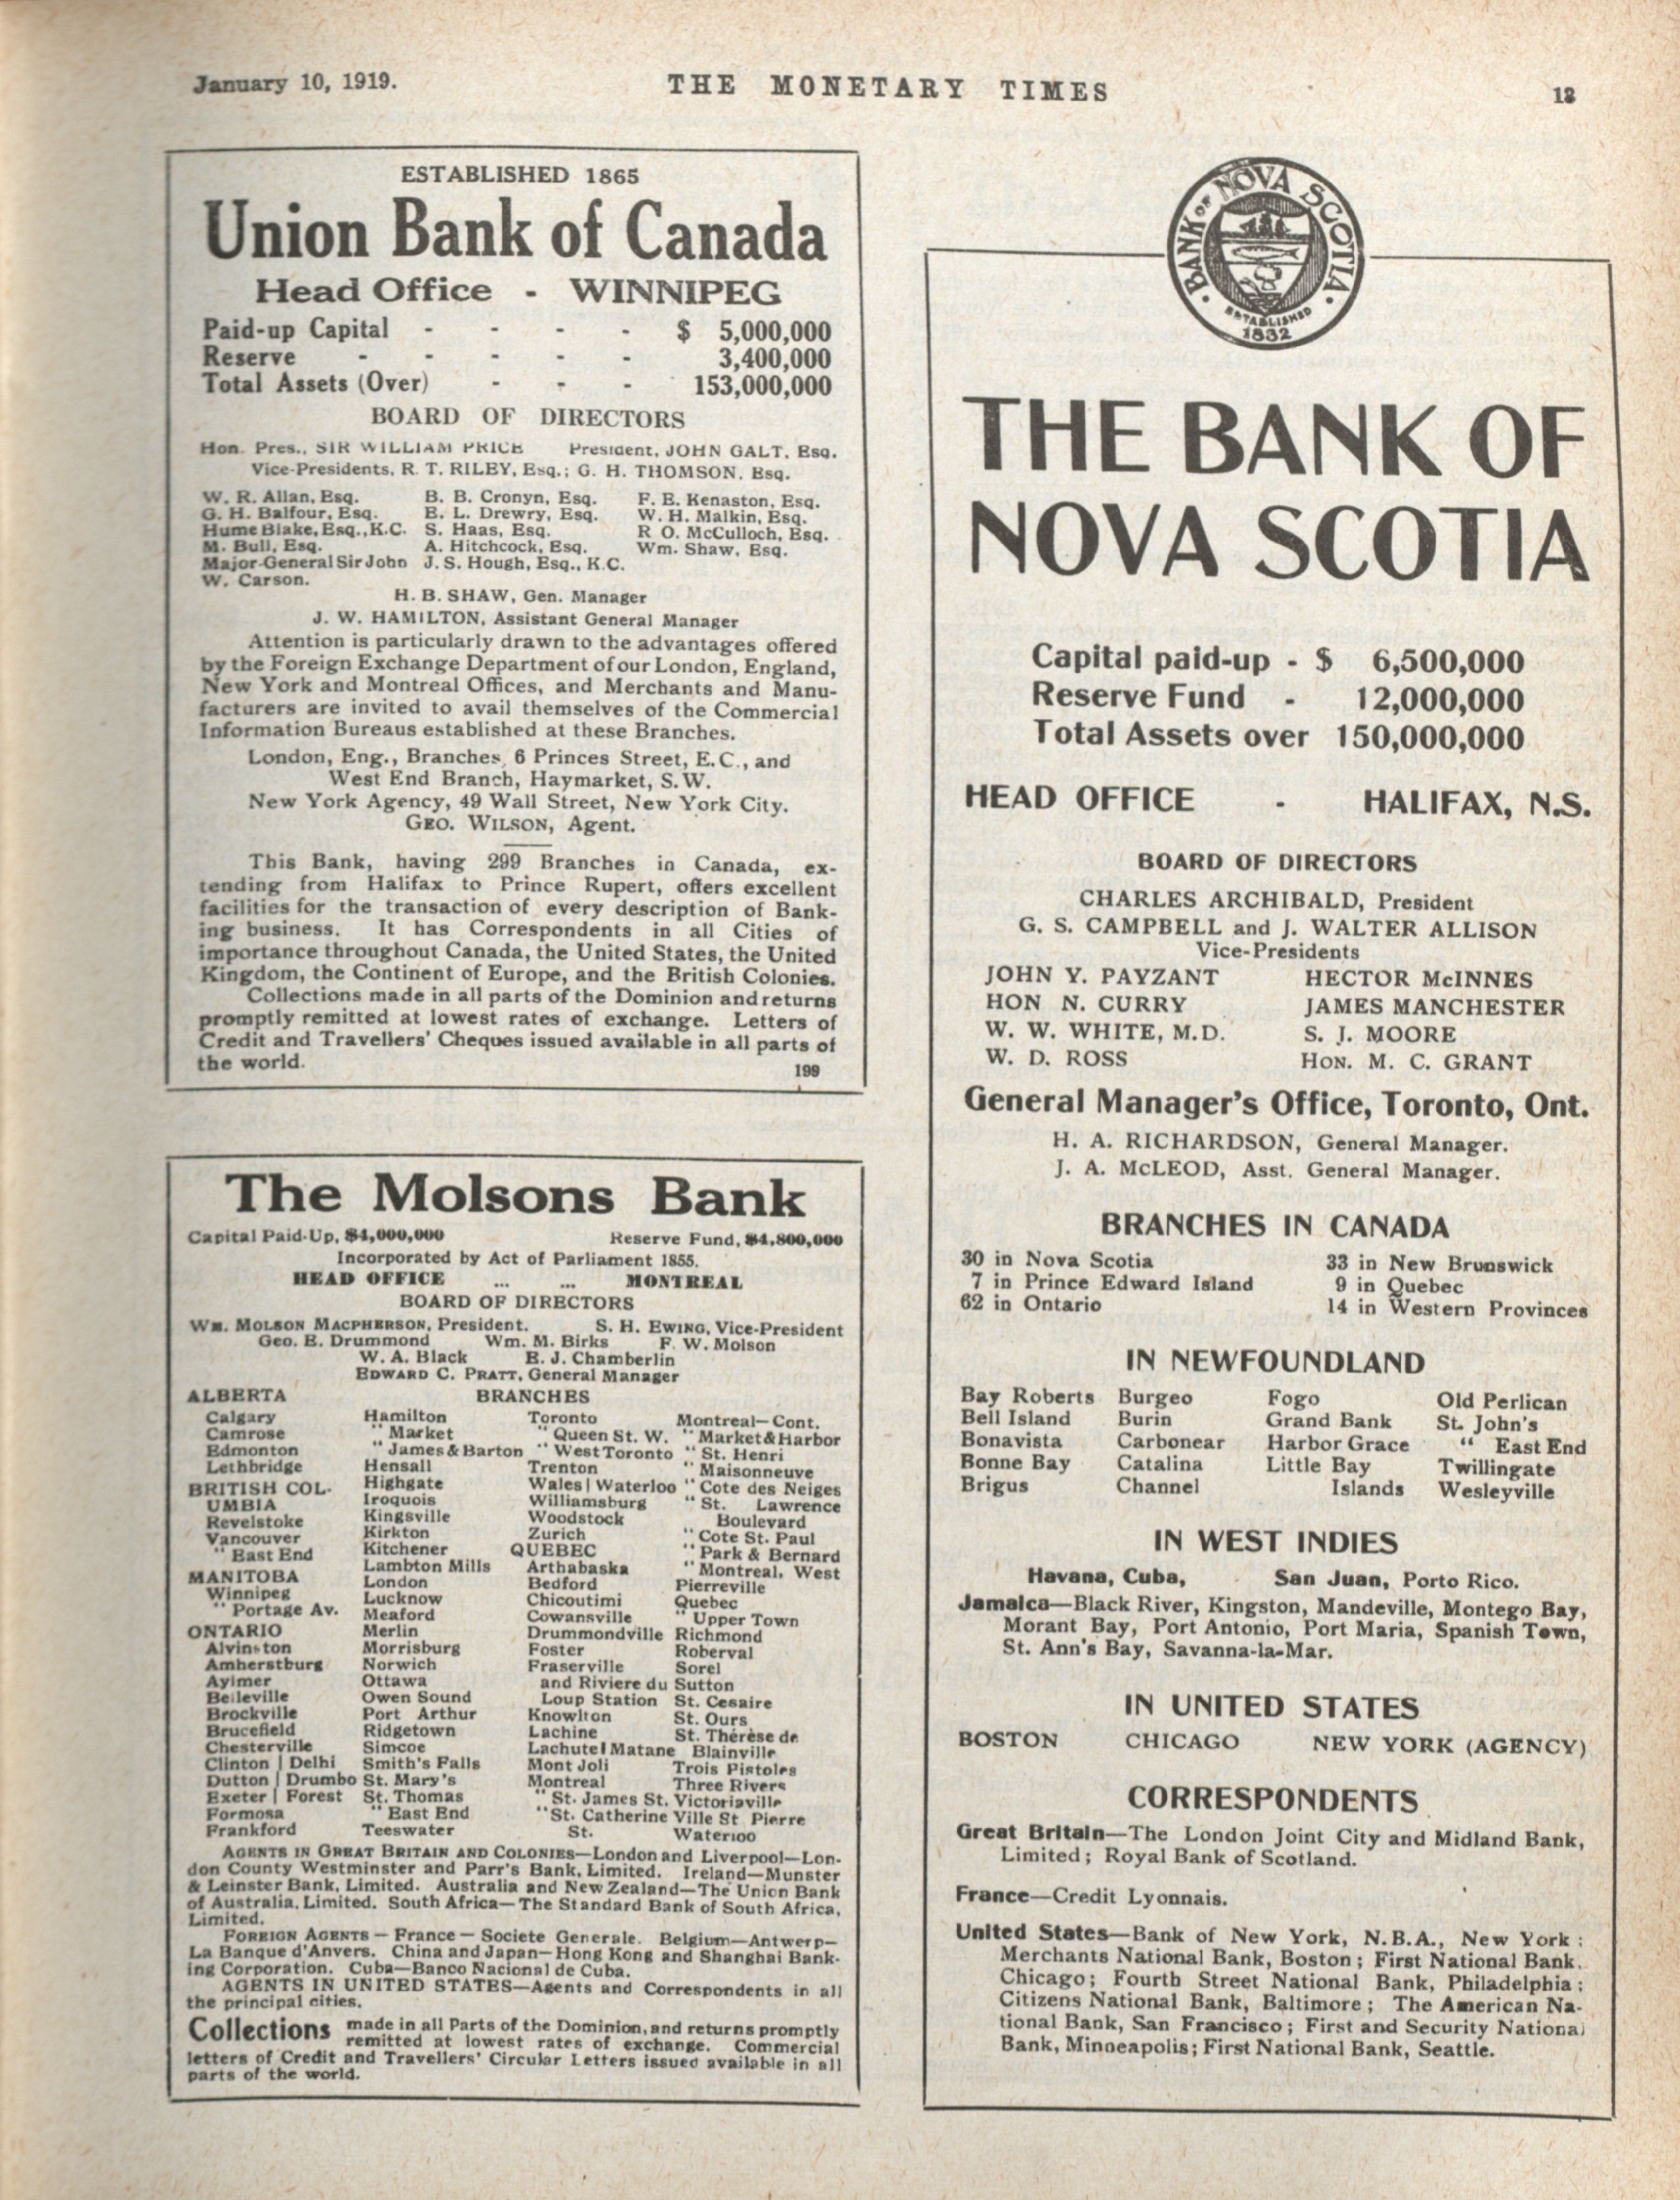 January 10, 1919.
THE MONETARY TIMES
13
ESTABLISHED 1865
Union Bank of Canada
Head Office - WINNIPEG
Paid-up Capital - - - - $ 5,000,000
Reserve - - - - - 3,400,000
Total Assets (Over) - - - 153,000,000
BOARD OF DIRECTORS
Hon. Pres., SIR WILLIAM PRICE President, JOHN GALT, Esq.
Vice-Presidents, R. T. RILEY, Esq.; G. H. THOMSON, Esq.
W. R. Allan, Esq. B. B. Cronyn, Esq. F. E. Kenaston, Esq.
G. H. Balfour, Esq. E. L. Drewry, Esq. W. H. Malkin, Esq.
Hume Blake, Esq., K.C. S. Haas, Esq. R O. McCulloch, Esq.
M. Bull, Esq. A. Hitchcock, Esq. Wm. Shaw, Esq.
Major-General Sir John J. S. Hough, Esq., K.C.
W. Carson.
H. B. SHAW, Gen. Manager
J. W. HAMILTON, Assistant General Manager
Attention is particularly drawn to the advantages offered
by the Foreign Exchange Department of our London, England,
New York and Montreal Offices, and Merchants and Manu-
facturers are invited to avail themselves of the Commercial
Information Bureaus established at these Branches.
London, Eng., Branches, 6 Princes Street, E.C., and
West End Branch, Haymarket, S.W.
New York Agency, 49 Wall Street, New York City.
GEO. WILSON, Agent.
This Bank, having 299 Branches in Canada, ex-
tending from Halifax to Prince Rupert, offers excellent
facilities for the transaction of every description of Bank-
ing business. It has Correspondents in all Cities of
importance throughout Canada, the United States, the United
Kingdom, the Continent of Europe, and the British Colonies.
Collections made in all parts of the Dominion and returns
promptly remitted at lowest rates of exchange. Letters of
Credit and Travellers' Cheques issued available in all parts of
the world.
199
The Molsons Bank
Capital Paid-Up, $4,000,000 Reserve Fund, $4,800,000
Incorporated by Act of Parliament 1855.
HEAD OFFICE ... ... MONTREAL
BOARD OF DIRECTORS
WM. MOLSON MACPHERSON, President. S. H. EWING, Vice-President
Geo. E. Drummond Wm. M. Birks F. W. Molson
W. A. Black E. J. Chamberlin
EDWARD C. PRATT, General Manager
BRANCHES
ALBERTA
Calgary
Camrose
Edmonton
Lethbridge
BRITISH COL-
UMBIA
Revelstoke
Vancouver
" East End
MANITOBA
Winnipeg
" Portage Av.
ONTARIO
Alvinston
Amherstburg
Aylmer
Belleville
Brockville
Brucefield
Chesterville
Clinton | Delhi
Dutton | Drumbo
Exeter | Forest
Formosa
Frankford
Hamilton
" Market
" James & Barton
Hensall
Highgate
Iroquois
Kingsville
Kirkton
Kitchener
Lambton Mills
London
Lucknow
Meaford
Merlin
Morrisburg
Norwich
Ottawa
Owen Sound
Port Arthur
Ridgetown
Simcoe
Smith's Falls
St. Mary's
St. Thomas
" East End
Teeswater
Toronto
" Queen St. W.
" West Toronto
Trenton
Wales | Waterloo
Williamsburg
Woodstock
Zurich
QUEBEC
Arthabaska
Bedford
Chicoutimi
Cowansville
Drummondville
Foster
Fraserville
and Riviere du
Loup Station
Knowlton
Lachine
Lachute | Matane
Mont Joli
Montreal
" St. James St.
" St. Catherine
St.
Montreal—Cont.
" Market & Harbor
" St. Henri
" Maisonneuve
" Cote des Neiges
" St. Lawrence
Boulevard
" Cote St. Paul
" Park & Bernard
" Montreal, West
Pierreville
Quebec
" Upper Town
Richmond
Roberval
Sorel
Sutton
St. Cesaire
St. Ours
St. Thérèse de
Blainville
Trois Pistoles
Three Rivers
Victoriaville
Ville St Pierre
Waterloo
AGENTS IN GREAT BRITAIN AND COLONIES—London and Liverpool—Lon-
don County Westminster and Parr's Bank, Limited. Ireland—Munster
& Leinster Bank, Limited. Australia and New Zealand—The Union Bank
of Australia, Limited. South Africa—The Standard Bank of South Africa,
Limited.
FOREIGN AGENTS — France — Societe Generale. Belgium—Antwerp—
La Banque d'Anvers. China and Japan—Hong Kong and Shanghai Bank-
ing Corporation. Cuba—Banco Nacional de Cuba.
AGENTS IN UNITED STATES—Agents and Correspondents in all
the principal cities.
Collections made in all Parts of the Dominion, and returns promptly
remitted at lowest rates of exchange. Commercial
letters of Credit and Travellers' Circular Letters issued available in all
parts of the world.
BANK OF NOVA SCOTIA
ESTABLISHED
1832
THE BANK OF
NOVA SCOTIA
Capital paid-up - $ 6,500,000
Reserve Fund - 12,000,000
Total Assets over 150,000,000
HEAD OFFICE - HALIFAX, N.S.
BOARD OF DIRECTORS
CHARLES ARCHIBALD, President
G. S. CAMPBELL and J. WALTER ALLISON
Vice-Presidents
JOHN Y. PAYZANT HECTOR McINNES
HON N. CURRY JAMES MANCHESTER
W. W. WHITE, M.D. S. J. MOORE
W. D. ROSS HON. M. C. GRANT
General Manager's Office, Toronto, Ont.
H. A. RICHARDSON, General Manager.
J. A. McLEOD, Asst. General Manager.
BRANCHES IN CANADA
30 in Nova Scotia 33 in New Brunswick
7 in Prince Edward Island 9 in Quebec
62 in Ontario 14 in Western Provinces
IN NEWFOUNDLAND
Bay Roberts Burgeo Fogo Old Perlican
Bell Island Burin Grand Bank St. John's
Bonavista Carbonear Harbor Grace " East End
Bonne Bay Catalina Little Bay Twillingate
Brigus Channel Islands Wesleyville
IN WEST INDIES
Havana, Cuba, San Juan, Porto Rico.
Jamaica—Black River, Kingston, Mandeville, Montego Bay,
Morant Bay, Port Antonio, Port Maria, Spanish Town,
St. Ann's Bay, Savanna-la-Mar.
IN UNITED STATES
BOSTON CHICAGO NEW YORK (AGENCY)
CORRESPONDENTS
Great Britain—The London Joint City and Midland Bank,
Limited; Royal Bank of Scotland.
France—Credit Lyonnais.
United States—Bank of New York, N.B.A., New York;
Merchants National Bank, Boston; First National Bank,
Chicago; Fourth Street National Bank, Philadelphia;
Citizens National Bank, Baltimore; The American Na-
tional Bank, San Francisco; First and Security National
Bank, Minneapolis; First National Bank, Seattle.